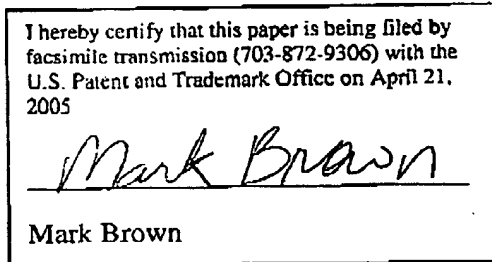 I hereby certify that this paper is being filed by
facsimile transmission (703-872-9306) with the
U.S. Patent and Trademark Office on April 21,
2005
Mark Brown
Mark Brown